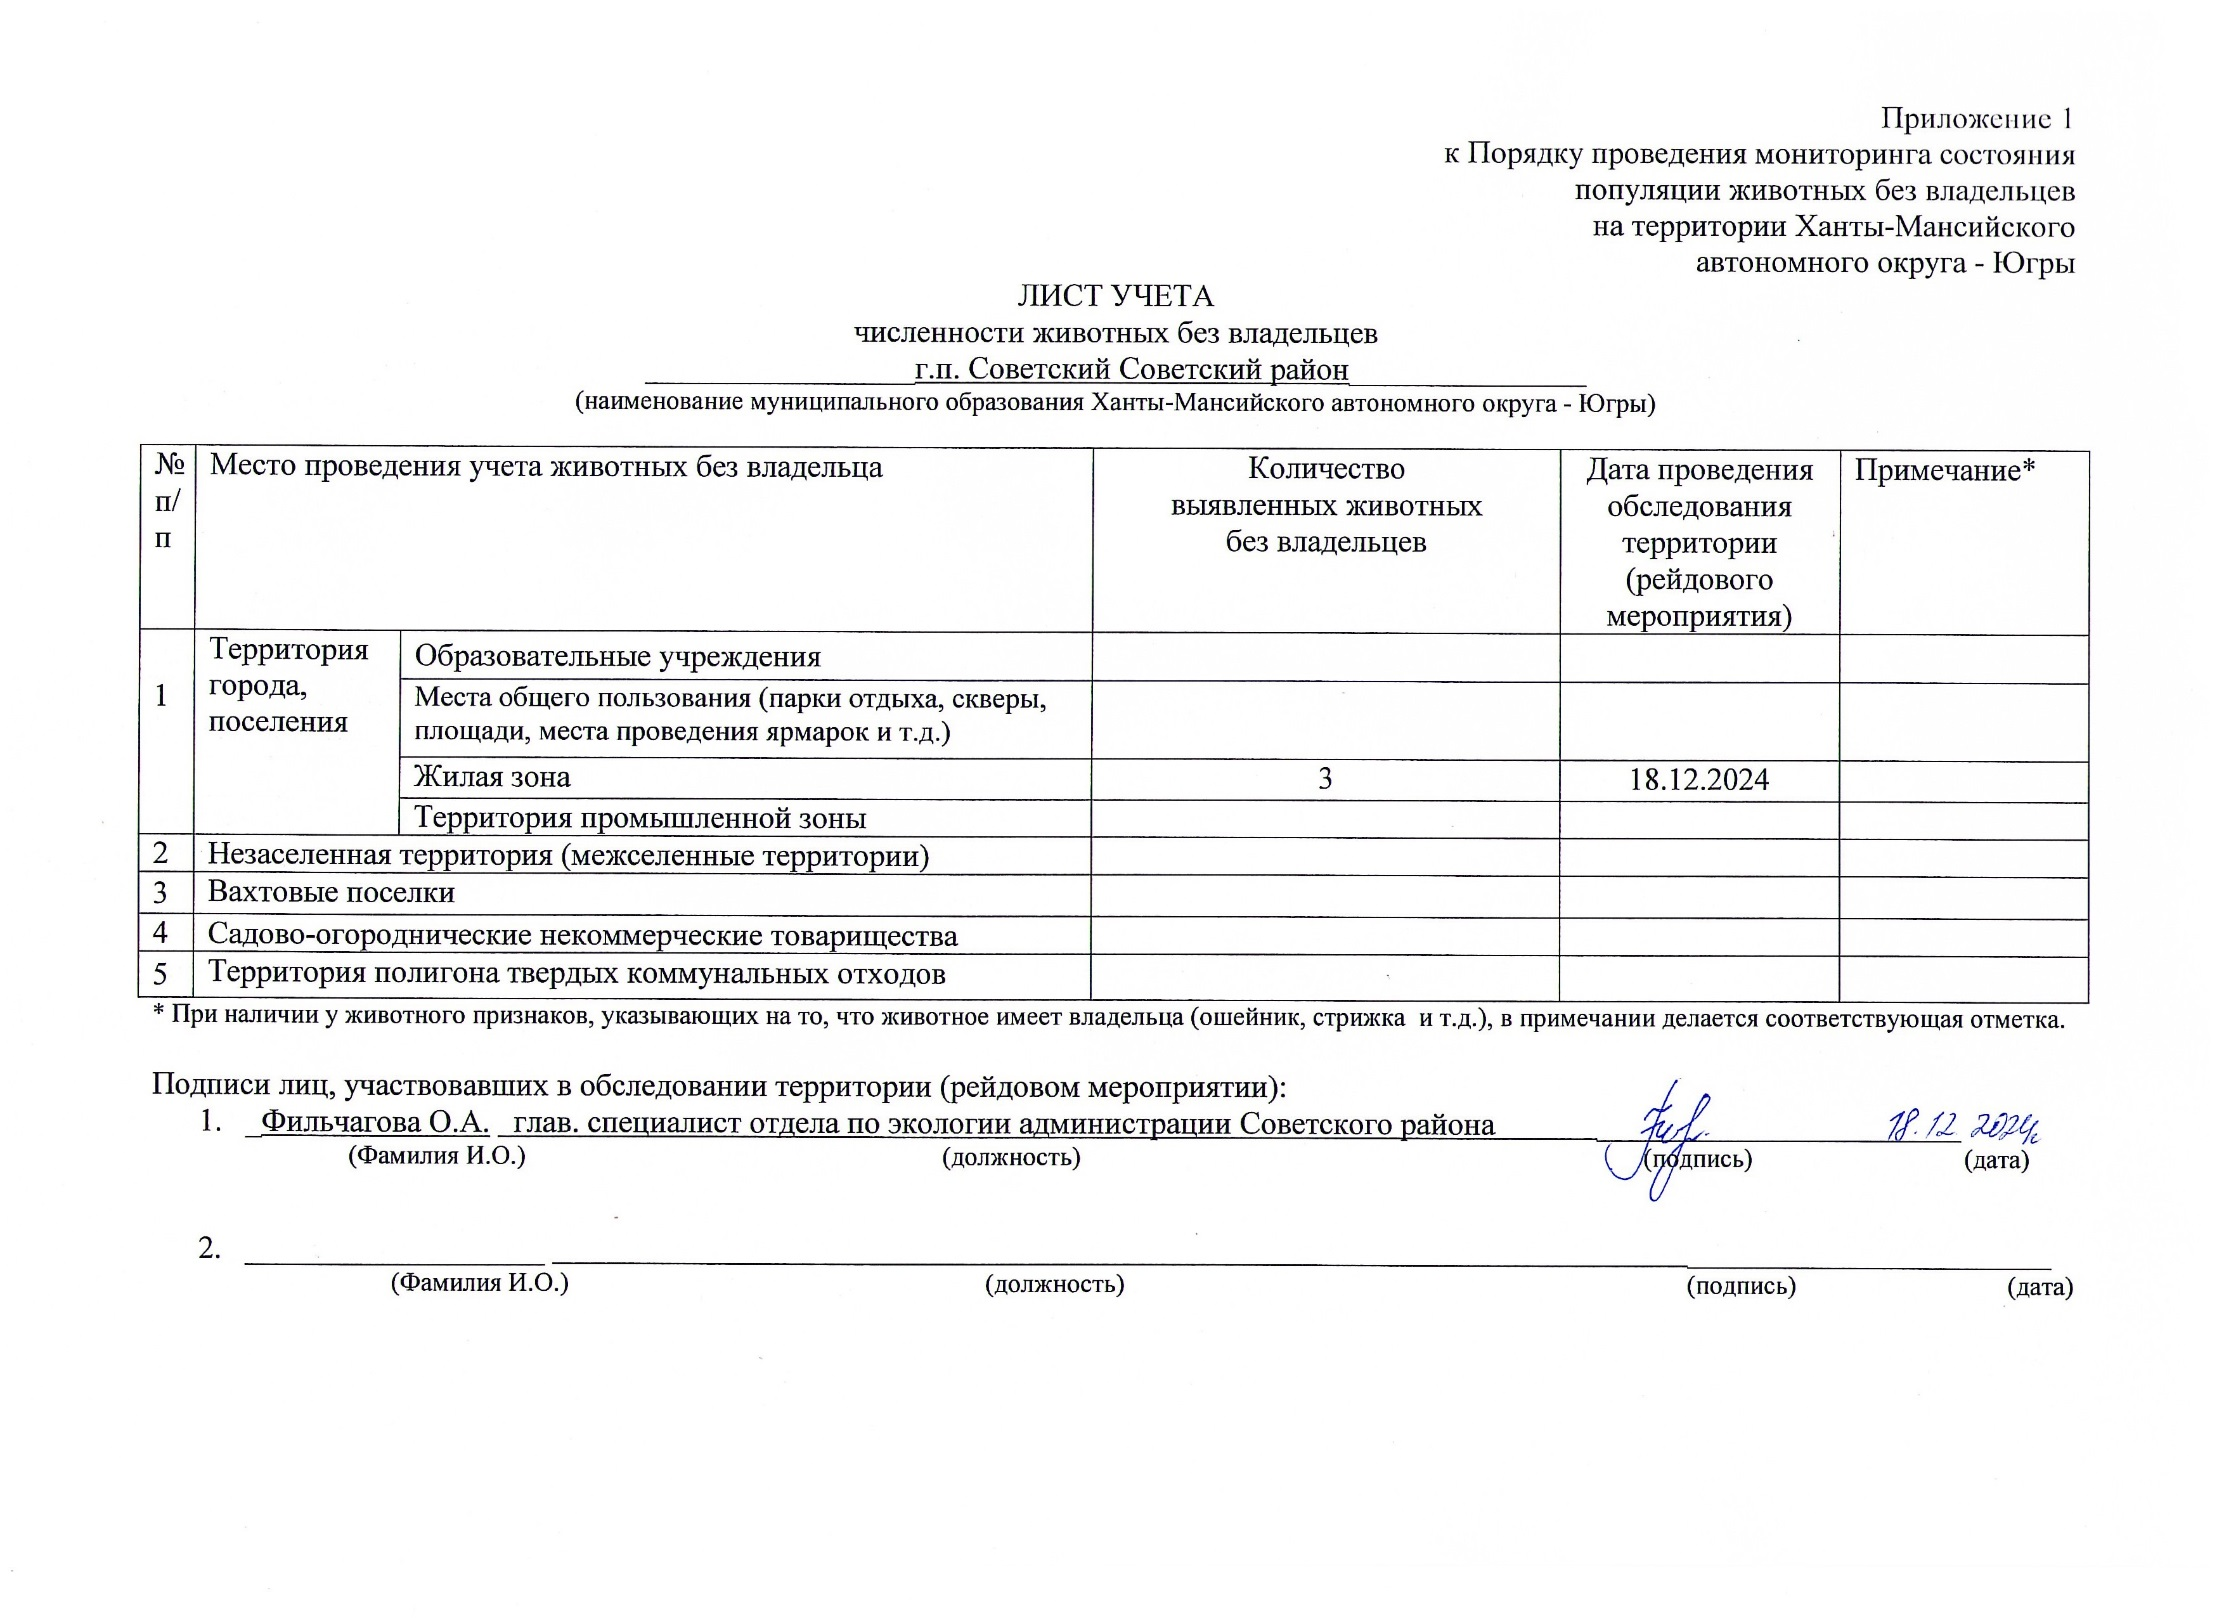 Приложение 1
к Порядку проведения мониторинга состояния
популяции животных без владельцев
на территории Ханты-Мансийского
автономного округа - Югры
ЛИСТ УЧЕТА
численности животных без владельцев
г.п. Советский Советский район
(наименование муниципального образования Ханты-Мансийского автономного округа - Югры)
№ п/п
Место проведения учета животных без владельца
Количество
выявленных животных
без владельцев
Дата проведения
обследования
территории
(рейдового
мероприятия)
Примечание*
1
Территория
города,
поселения
Образовательные учреждения
Места общего пользования (парки отдыха, скверы,
площади, места проведения ярмарок и т.д.)
Жилая зона 3 18.12.2024
Территория промышленной зоны
2 Незаселенная территория (межселенные территории)
3 Вахтовые поселки
4 Садово-огороднические некоммерческие товарищества
5 Территория полигона твердых коммунальных отходов
* При наличии у животного признаков, указывающих на то, что животное имеет владельца (ошейник, стрижка и т.д.), в примечании делается соответствующая отметка.
Подписи лиц, участвовавших в обследовании территории (рейдовом мероприятии):
1. Фильчагова О.А. глав. специалист отдела по экологии администрации Советского района 18.12 2024г
(Фамилия И.О.) (должность) (подпись) (дата)
2.
(Фамилия И.О.) (должность) (подпись) (дата)